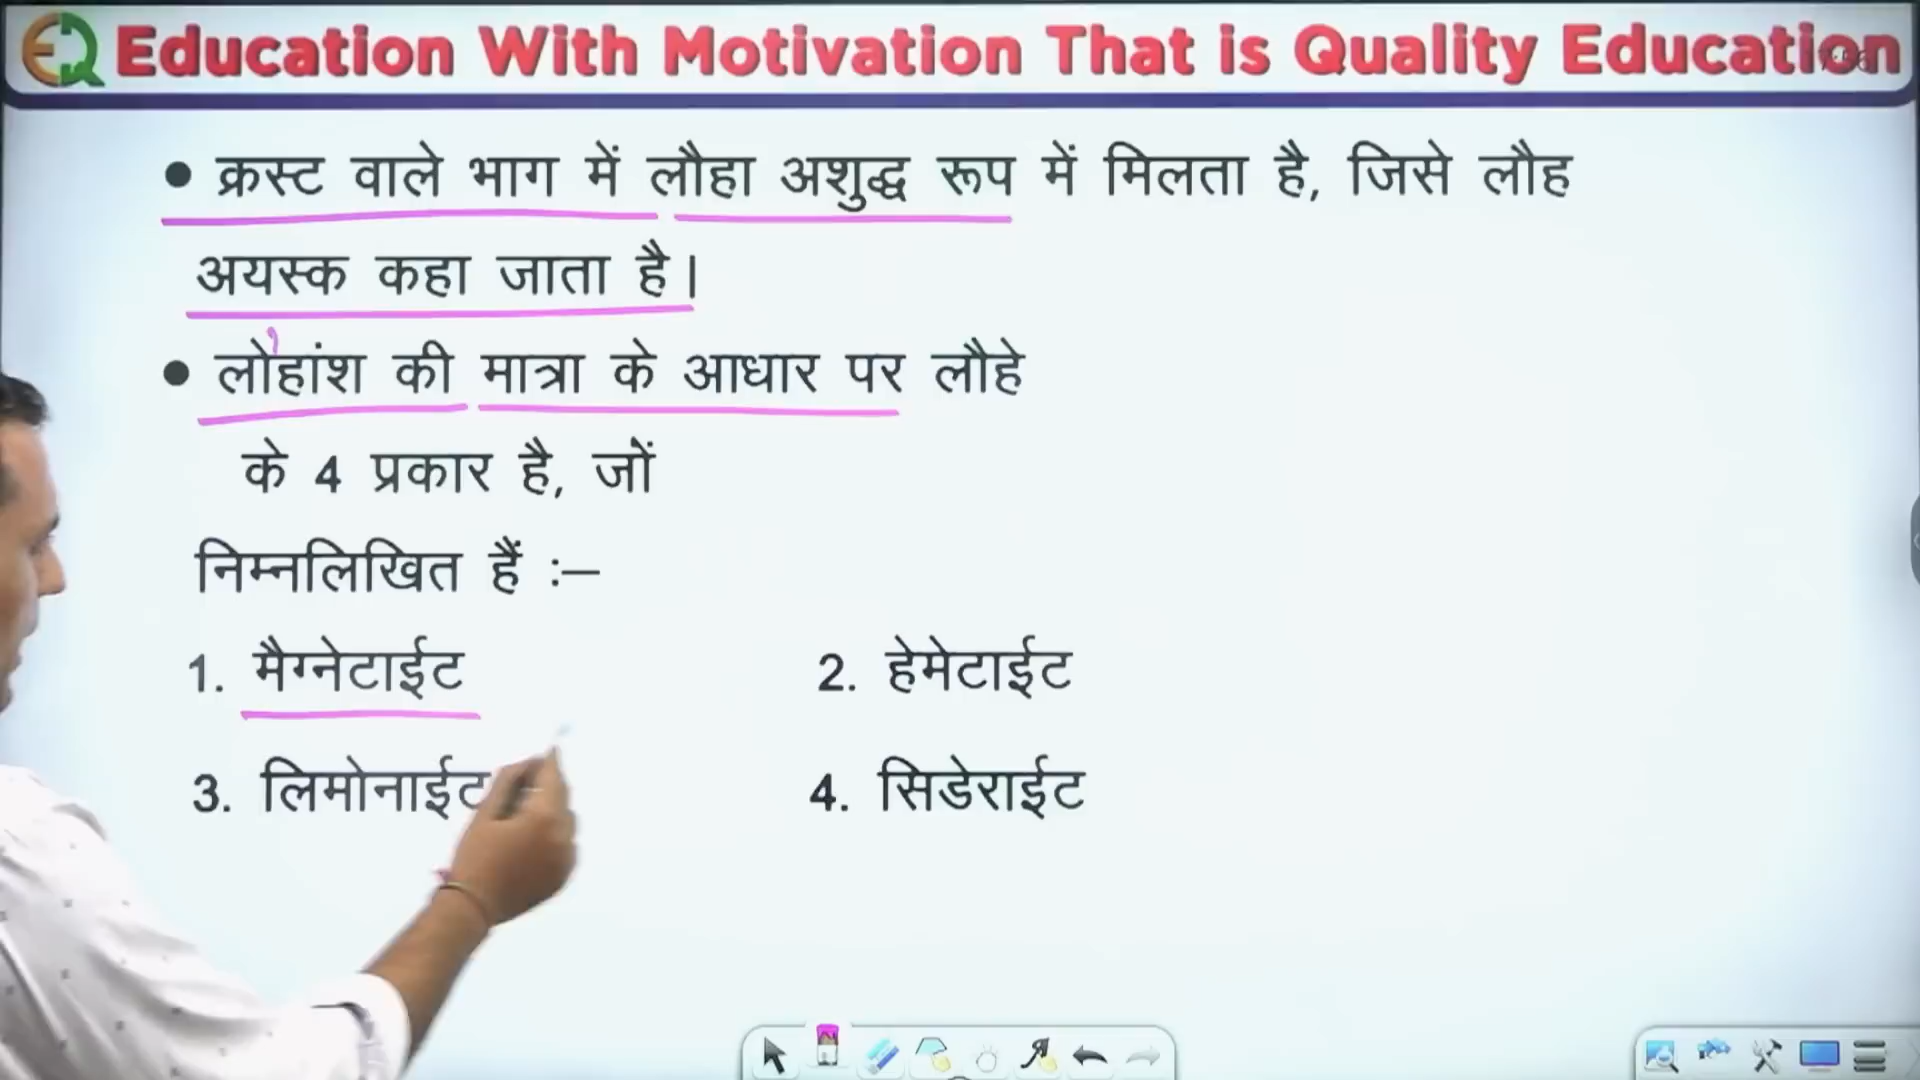 EQ Education With Motivation That is Quality Education
• क्रस्ट वाले भाग में लौहा अशुद्ध रूप में मिलता है, जिसे लौह
अयस्क कहा जाता है।
• लौहांश की मात्रा के आधार पर लौहे
के 4 प्रकार है, जों
निम्नलिखित हैं :–
1. मैग्नेटाईट 2. हेमेटाईट
3. लिमोनाईट 4. सिडेराईट